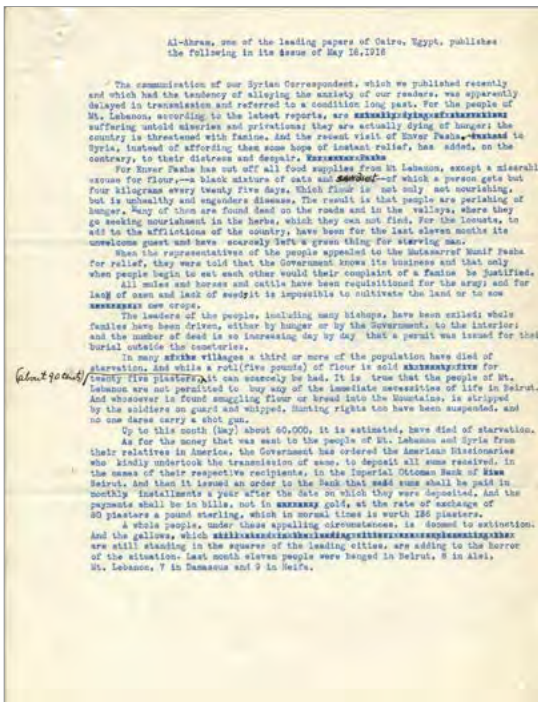 Al-Ahram, one of the leading papers of Cairo, Egypt, publishes
the following in its issue of May 16, 1916
The communication of our Syrian Correspondent, which we published recently
and which had the tendency of allaying the anxiety of our readers, was apparently
delayed in transmission and referred to a condition long past. For the people of
Mt. Lebanon, according to the latest reports, are
suffering untold miseries and privations; they are actually dying of hunger; the
country is threatened with famine. And the recent visit of Enver Pasha, to
Syria, instead of affording them some hope of instant relief, has added, on the
contrary, to their distress and despair.
For Enver Pasha has cut off all food supplies from Mt Lebanon, except a miserabl
excuse for flour,--a black mixture of oats and sawdust--of which a person gets but
four kilograms every twenty five days. Which flour is not only not nourishing,
but is unhealthy and engenders disease. The result is that people are perishing of
hunger. Many of them are found dead on the roads and in the valleys, where they
go seeking nourishment in the herbs, which they can not find. For the Locusts, to
add to the afflictions of the country, have been for the last eleven months its
unwelcome guest and have scarcely left a green thing for starving man.
When the representatives of the people appealed to the Mutasarrf Munif Pasha
for relief, they were told that the Government knows its business and that only
when people begin to eat each other would their complaint of a famine be justified.
All mules and horses and cattle have been requisitioned for the army; and for
lack of oxen and lack of seed, it is impossible to cultivate the land or to sow
new crops.
The leaders of the people, including many bishops, have been exiled; whole
families have been driven, either by hunger or by the Government, to the interior;
and the number of dead is so increasing day by day that a permit was issued for thei
burial outside the cemeteries.
In many villages a third or more of the population have died of
starvation. And while a rotl(five pounds) of flour is sold for
(about 90 cents)
twenty five piasters, it can scarcely be had. It is true that the people of Mt.
Lebanon are not permitted to buy any of the immediate necessities of life in Beirut.
And whosoever is found smuggling flour or bread into the Mountains, is stripped
by the soldiers on guard and whipped. Hunting rights too have been suspended, and
no one dares carry a shot gun.
Up to this month (May) about 60,000, it is estimated, have died of starvation.
As for the money that was sent to the people of Mt. Lebanon and Syria from
their relatives in America, the Government has ordered the American Missionaries
who kindly undertook the transmission of same, to deposit all sums received, in
the names of their respective recipients, in the Imperial Ottoman Bank of
Beirut. And then it issued an order to the Bank that said sums shall be paid in
monthly installments a year after the date on which they were deposited. And the
payments shall be in bills, not in gold, at the rate of exchange of
80 piasters a pound sterling, which in normal times is worth 136 piasters.
A whole people, under these appalling circumstances, is doomed to extinction.
And the gallows, which
are still standing in the squares of the leading cities, are adding to the horror
of the situation. Last month eleven people were hanged in Beirut, 8 in Alei,
Mt. Lebanon, 7 in Damascus and 9 in Haifa.